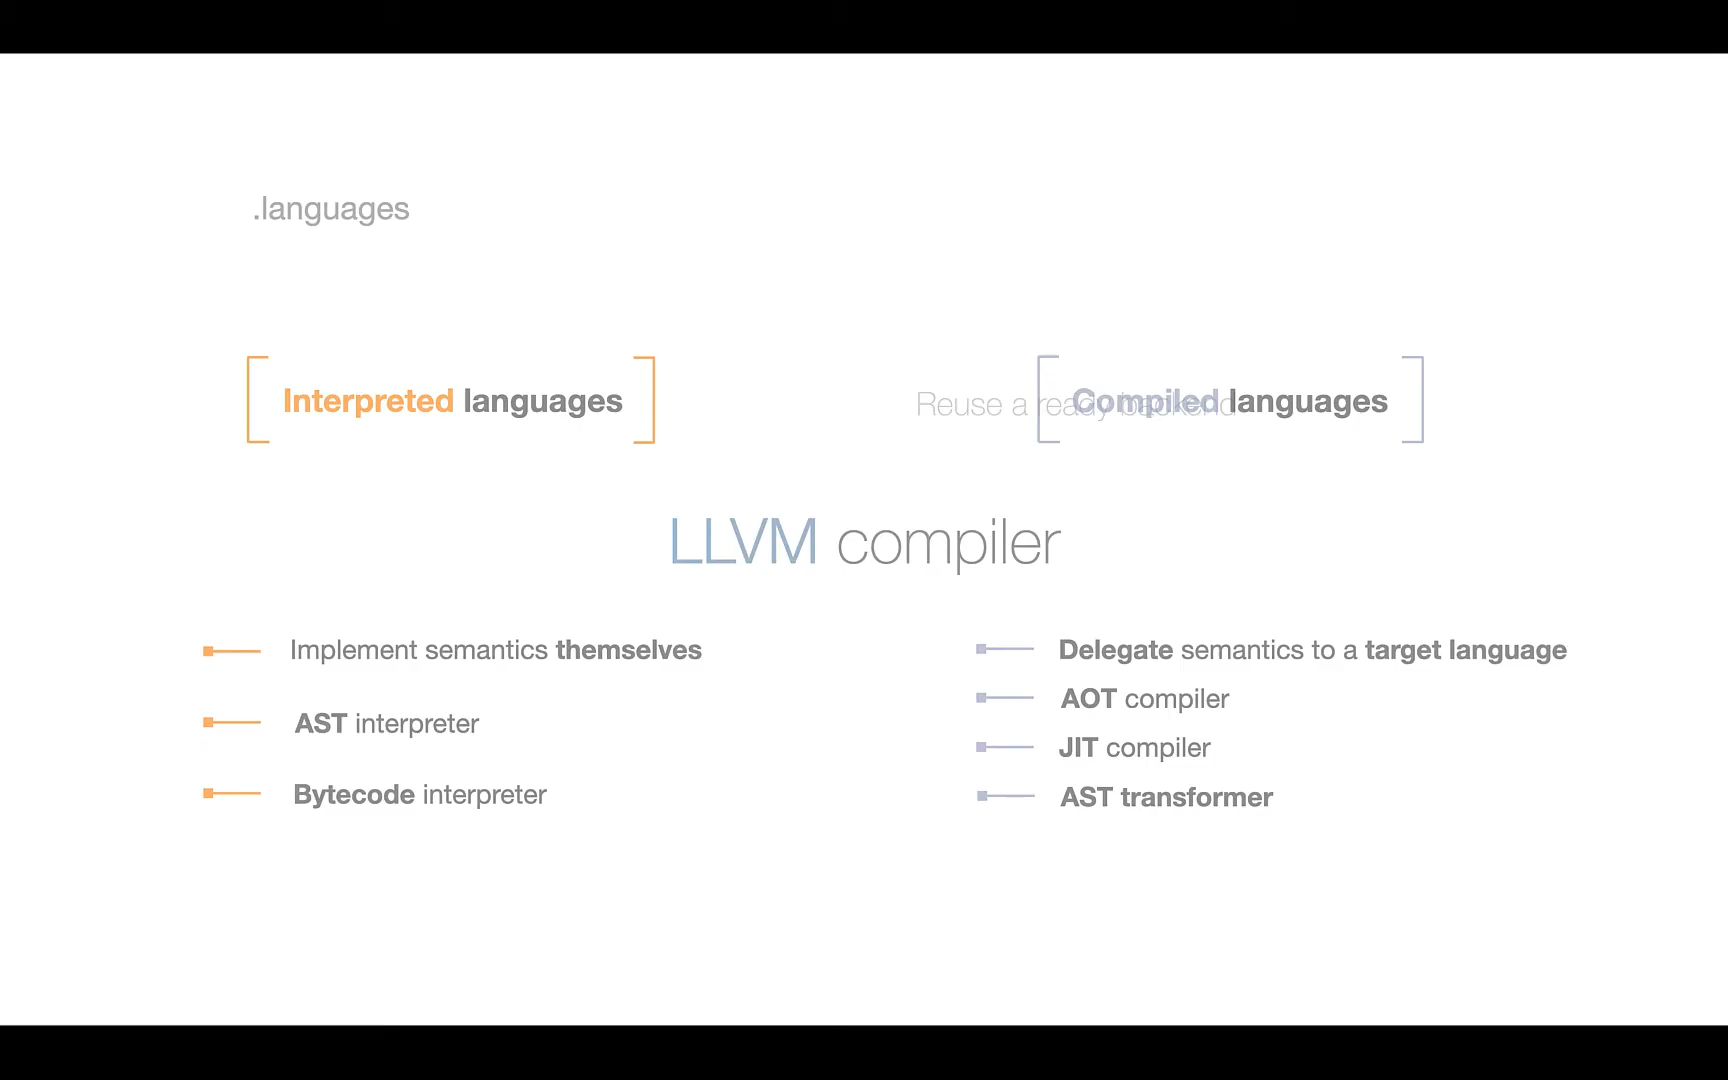 .languages
Interpreted languages
Reuse a ready backend
Compiled languages
LLVM compiler
Implement semantics themselves
AST interpreter
Bytecode interpreter
Delegate semantics to a target language
AOT compiler
JIT compiler
AST transformer